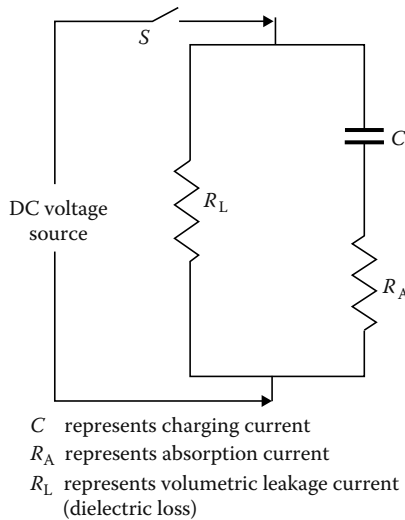 S
C
R_L
DC voltage
source
R_A
C represents charging current
R_A represents absorption current
R_L represents volumetric leakage current
(dielectric loss)